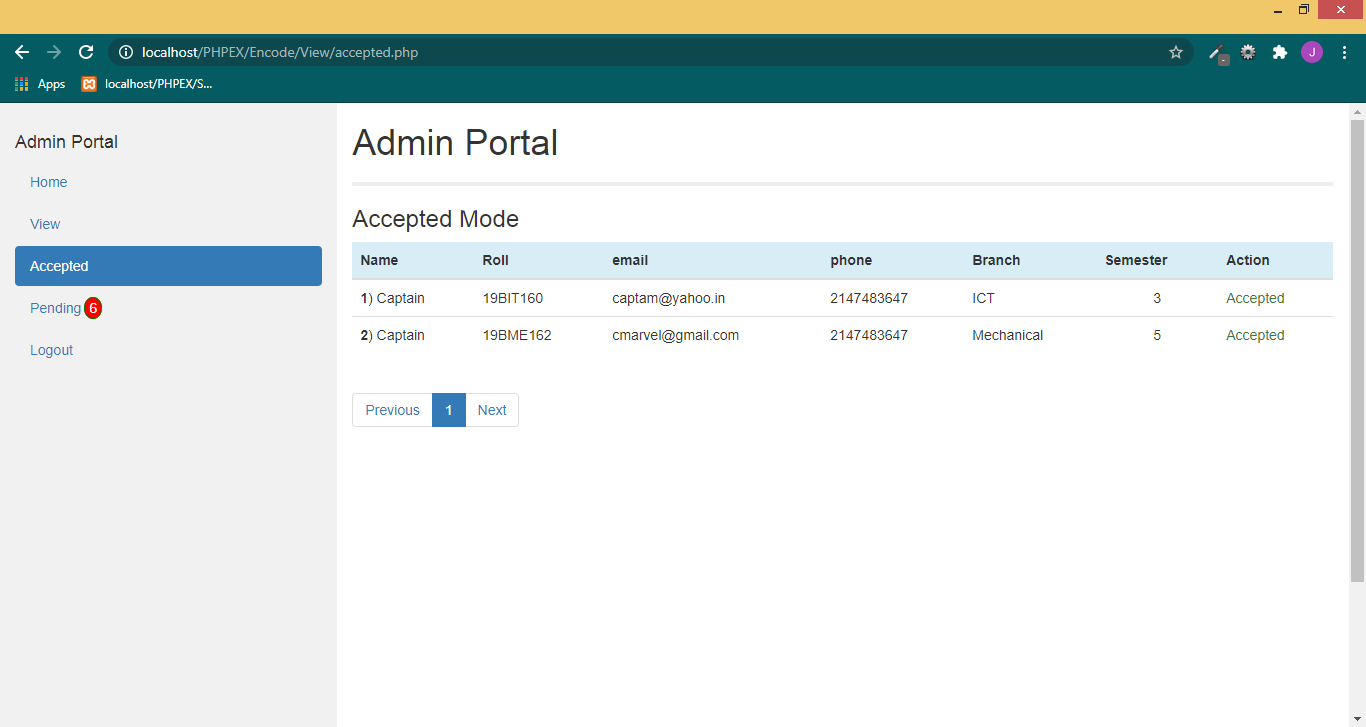 localhost/PHPEX/Encode/View/accepted.php
J
Apps localhost/PHPEX/S...
Admin Portal
Home
View
Accepted
Pending 6
Logout
Admin Portal
Accepted Mode
Name Roll email phone Branch Semester Action
1) Captain 19BIT160 captam@yahoo.in 2147483647 ICT 3 Accepted
2) Captain 19BME162 cmarvel@gmail.com 2147483647 Mechanical 5 Accepted
Previous 1 Next